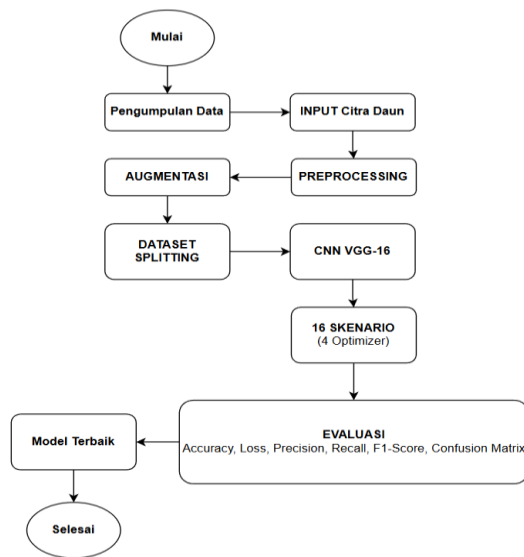 Mulai
Pengumpulan Data
INPUT Citra Daun
PREPROCESSING
AUGMENTASI
DATASET
SPLITTING
CNN VGG-16
16 SKENARIO
(4 Optimizer)
EVALUASI
Accuracy, Loss, Precision, Recall, F1-Score, Confusion Matrix
Model Terbaik
Selesai